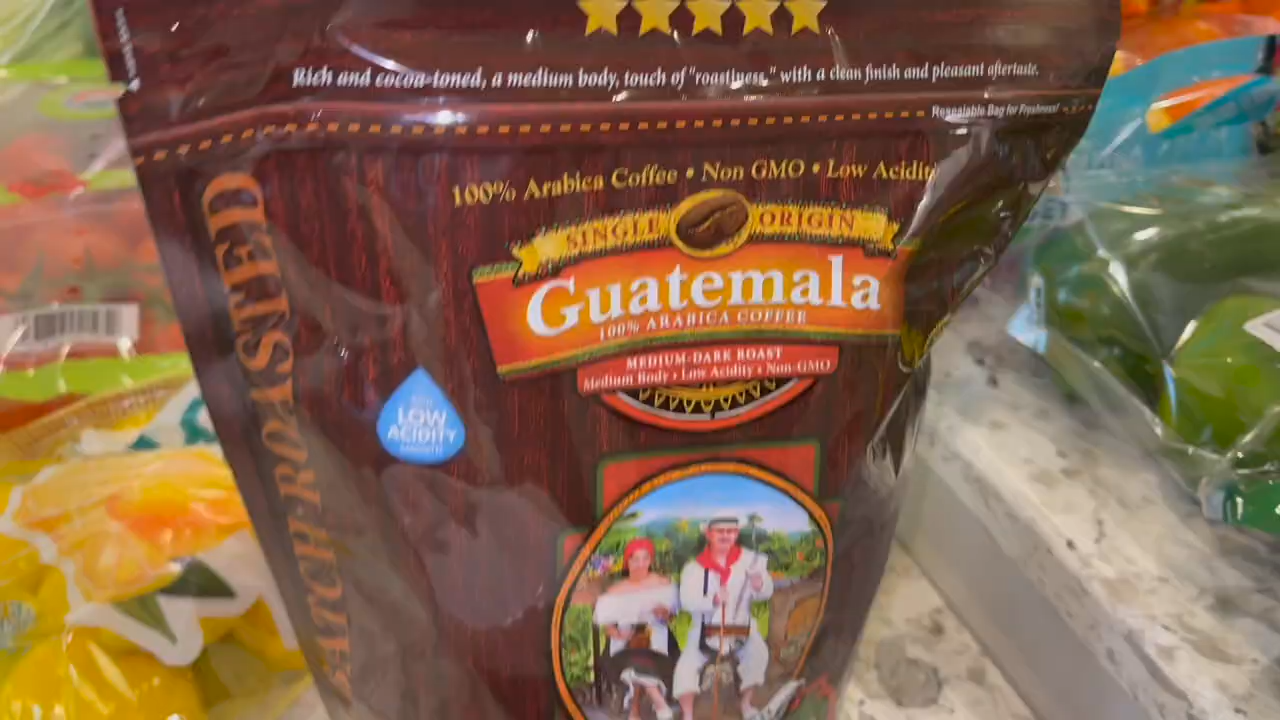 Rich and cocoa-toned, a medium body, touch of "roastiness," with a clean finish and pleasant aftertaste.
Resealable Bag for Freshness!
100% Arabica Coffee • Non GMO • Low Acidity
SINGLE ORIGIN
Guatemala
100% ARABICA COFFEE
MEDIUM-DARK ROAST
Medium Body • Low Acidity • Non-GMO
LOW
ACIDITY
BATCH-ROASTED